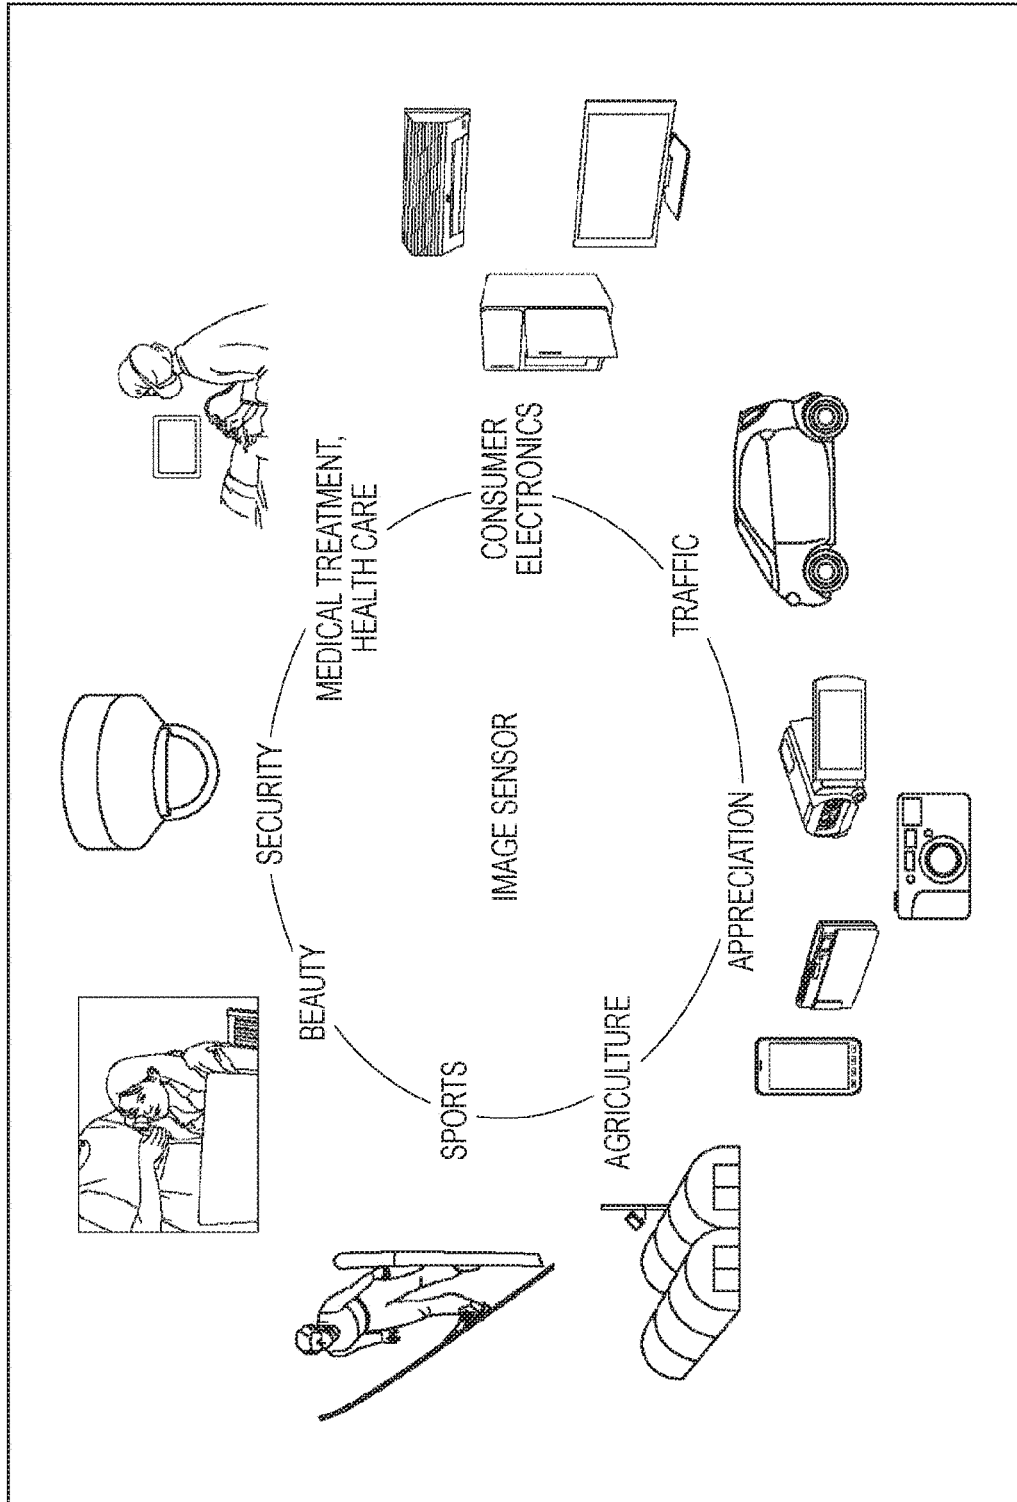 SECURITY
BEAUTY
MEDICAL TREATMENT,
HEALTH CARE
SPORTS
IMAGE SENSOR
CONSUMER
ELECTRONICS
AGRICULTURE
TRAFFIC
APPRECIATION